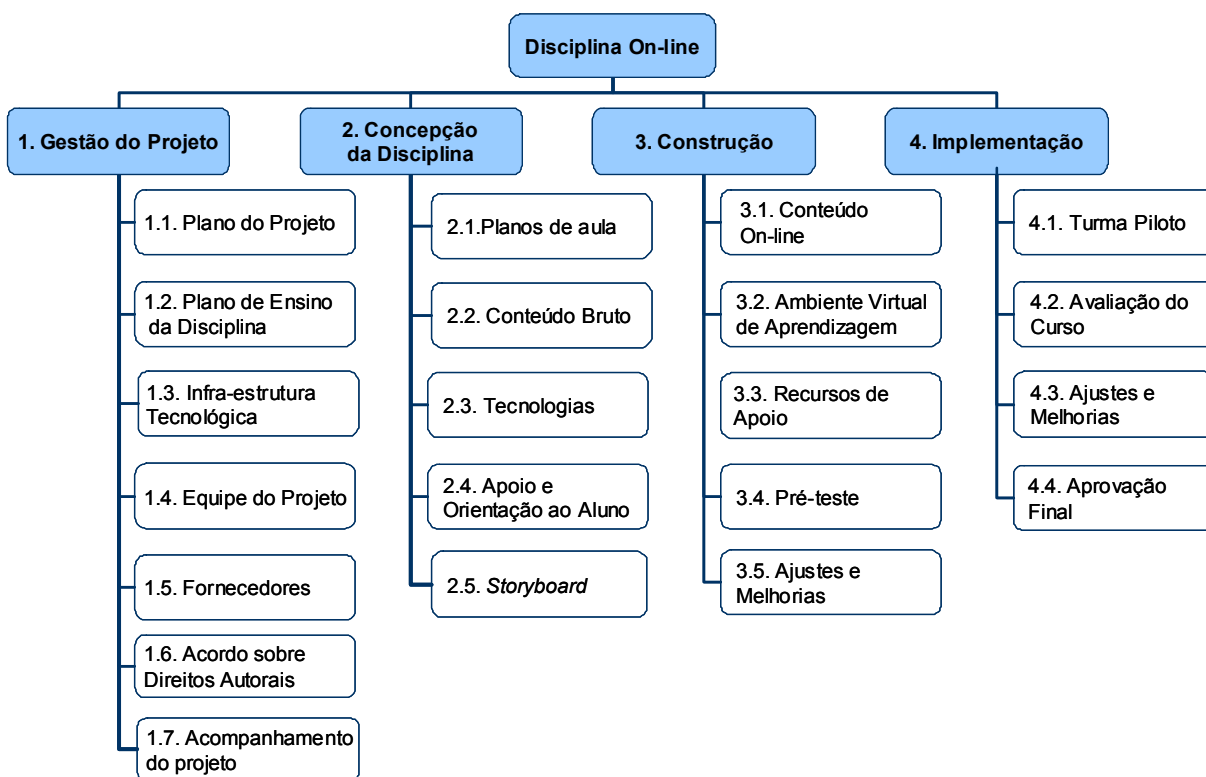 Disciplina On-line
1. Gestão do Projeto
1.1. Plano do Projeto
1.2. Plano de Ensino
da Disciplina
1.3. Infra-estrutura
Tecnológica
1.4. Equipe do Projeto
1.5. Fornecedores
1.6. Acordo sobre
Direitos Autorais
1.7. Acompanhamento
do projeto
2. Concepção
da Disciplina
2.1.Planos de aula
2.2. Conteúdo Bruto
2.3. Tecnologias
2.4. Apoio e
Orientação ao Aluno
2.5. Storyboard
3. Construção
3.1. Conteúdo
On-line
3.2. Ambiente Virtual
de Aprendizagem
3.3. Recursos de
Apoio
3.4. Pré-teste
3.5. Ajustes e
Melhorias
4. Implementação
4.1. Turma Piloto
4.2. Avaliação do
Curso
4.3. Ajustes e
Melhorias
4.4. Aprovação
Final